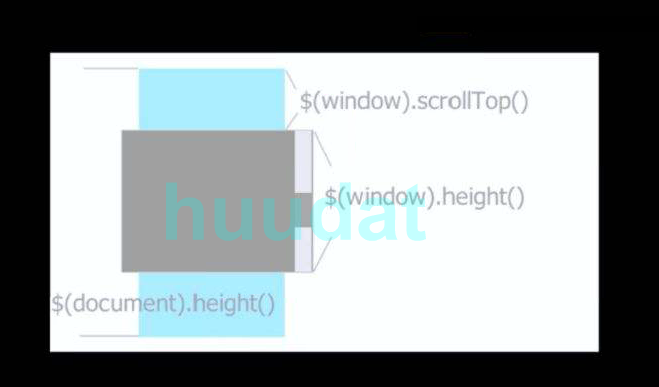 $(window).scrollTop()
$(window).height()
huudat
$(document).height()